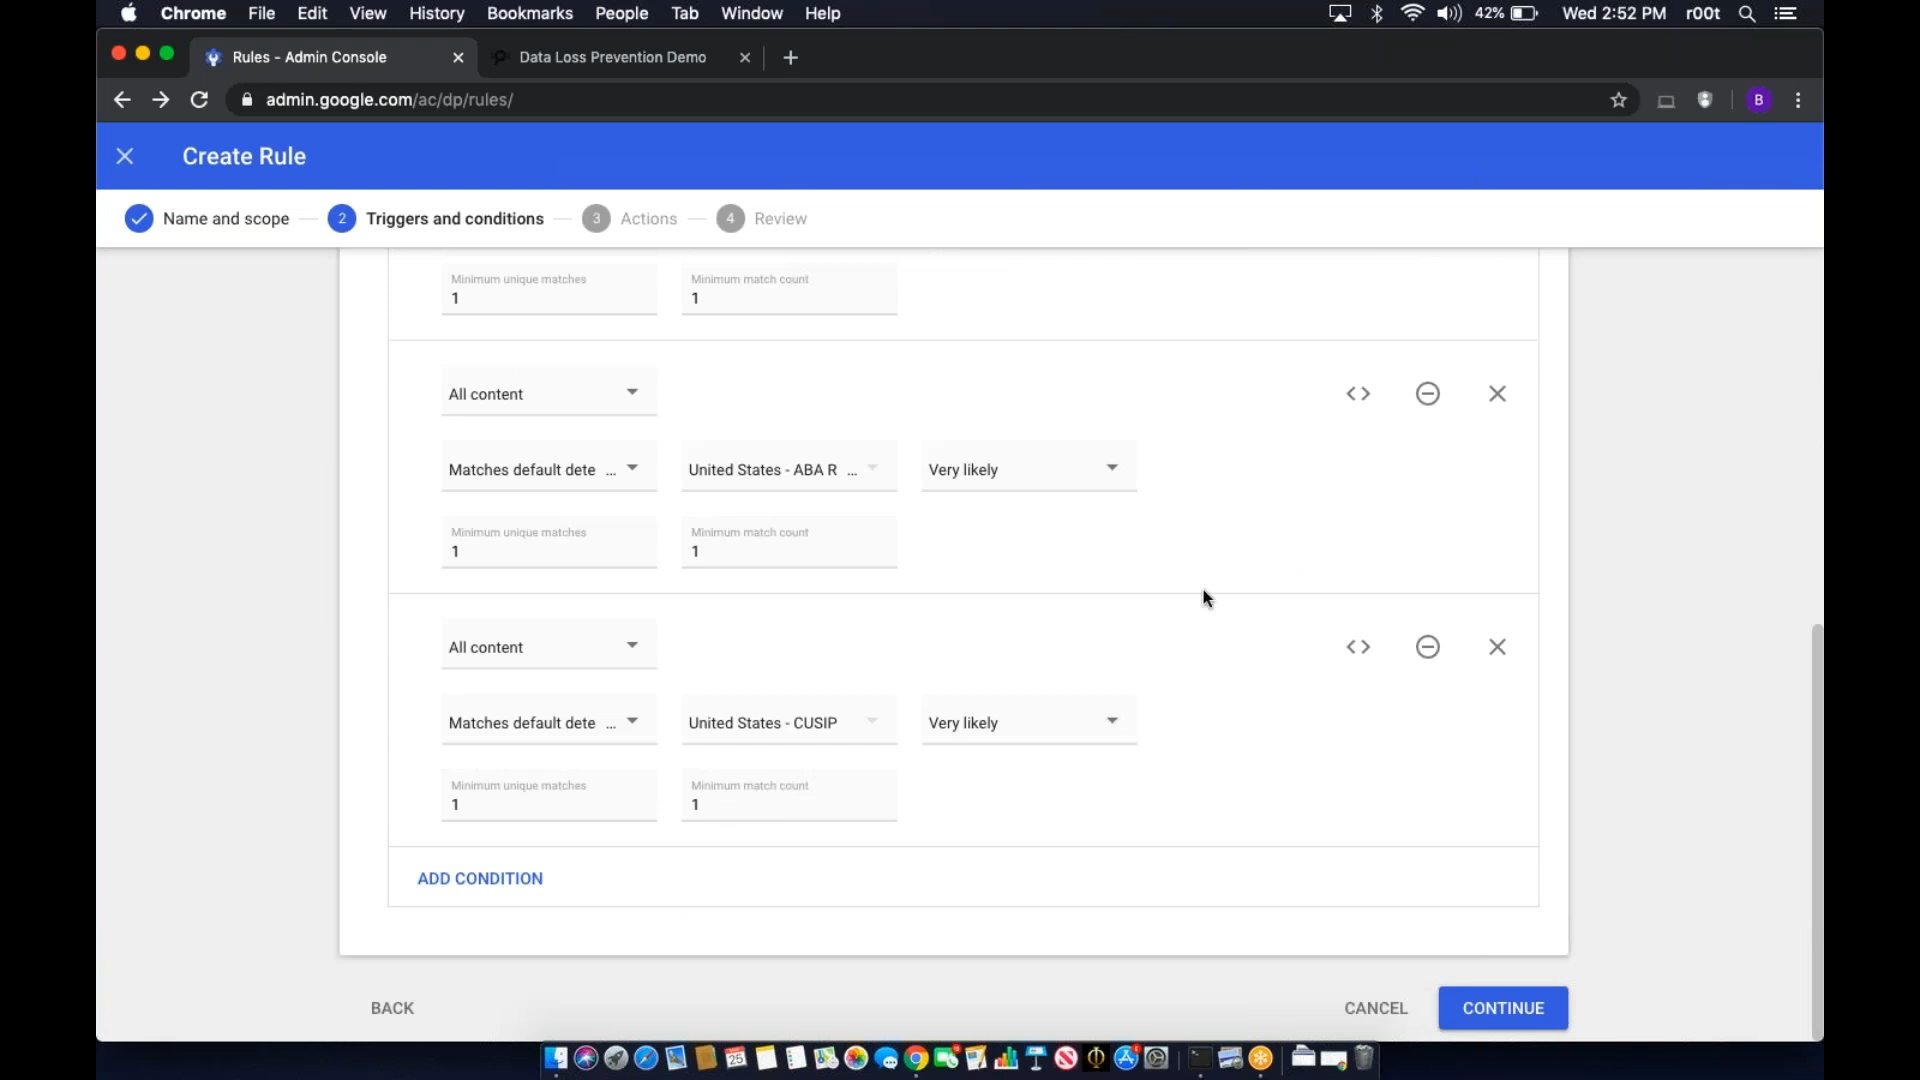 Chrome File Edit View History Bookmarks People Tab Window Help 42% Wed 2:52 PM r00t
Rules - Admin Console Data Loss Prevention Demo
admin.google.com/ac/dp/rules/ B
Create Rule
Name and scope 2 Triggers and conditions 3 Actions 4 Review
Minimum unique matches Minimum match count
1 1
All content
Matches default dete ... United States - ABA R ... Very likely
Minimum unique matches Minimum match count
1 1
All content
Matches default dete ... United States - CUSIP Very likely
Minimum unique matches Minimum match count
1 1
ADD CONDITION
BACK CANCEL CONTINUE
25